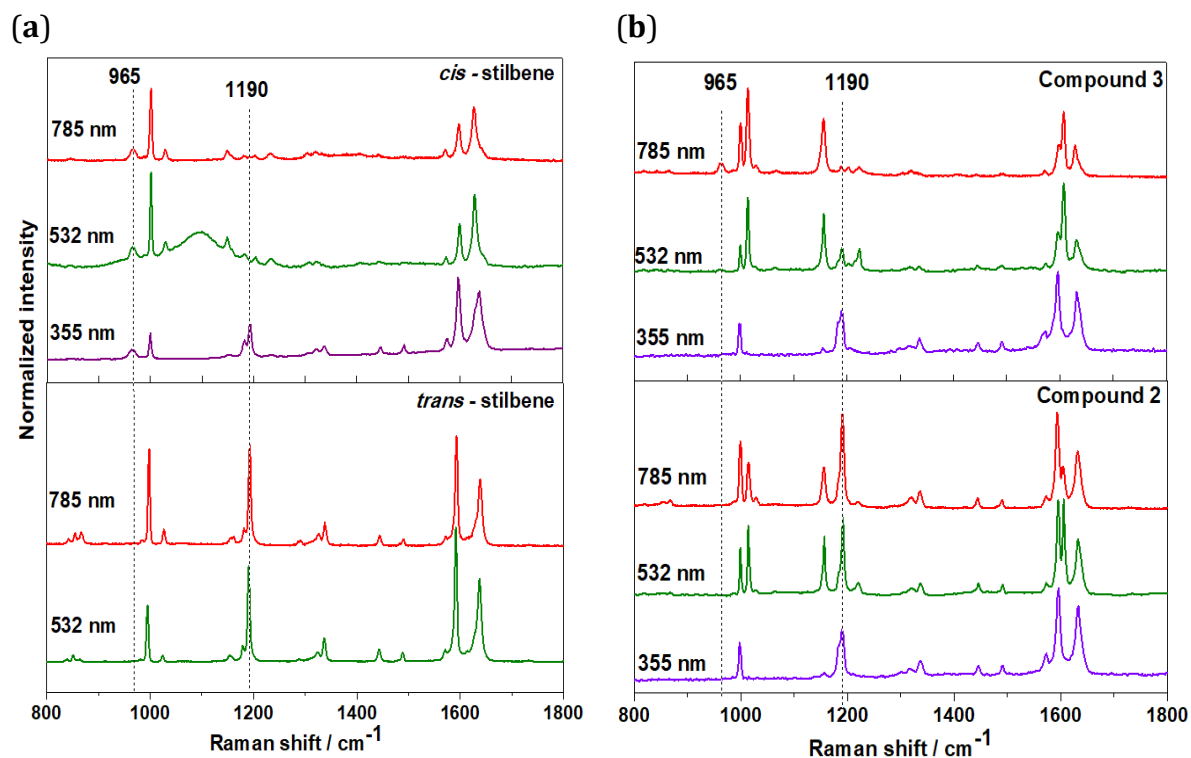 (a)
965
1190
cis - stilbene
785 nm
532 nm
355 nm
trans - stilbene
785 nm
532 nm
Normalized intensity
800 1000 1200 1400 1600 1800
Raman shift / cm-1
(b)
965
1190
Compound 3
785 nm
532 nm
355 nm
Compound 2
785 nm
532 nm
355 nm
800 1000 1200 1400 1600 1800
Raman shift / cm-1